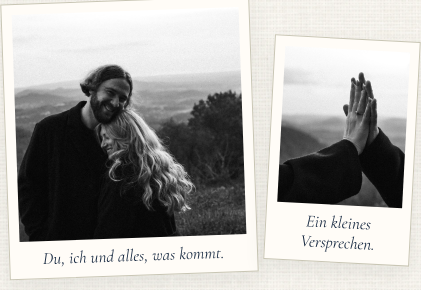 Du, ich und alles, was kommt.
Ein kleines
Versprechen.